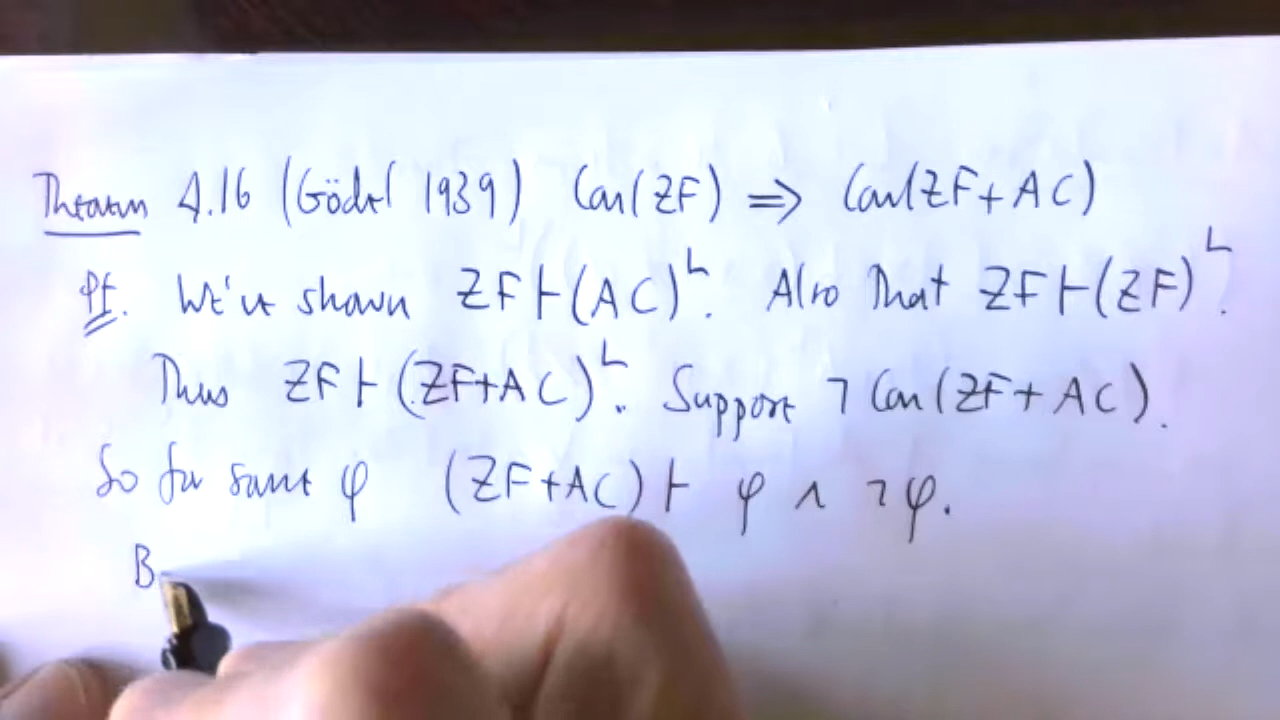 Theorem 4.16 (Gödel 1939) Con(ZF) ⇒ Con(ZF+AC)
Pf. We've shown ZF⊢(AC)^L. Also that ZF⊢(ZF)^L.
Thus ZF⊢(ZF+AC)^L. Suppose ¬Con(ZF+AC).
So for some φ (ZF+AC)⊢ φ ∧ ¬φ.
B